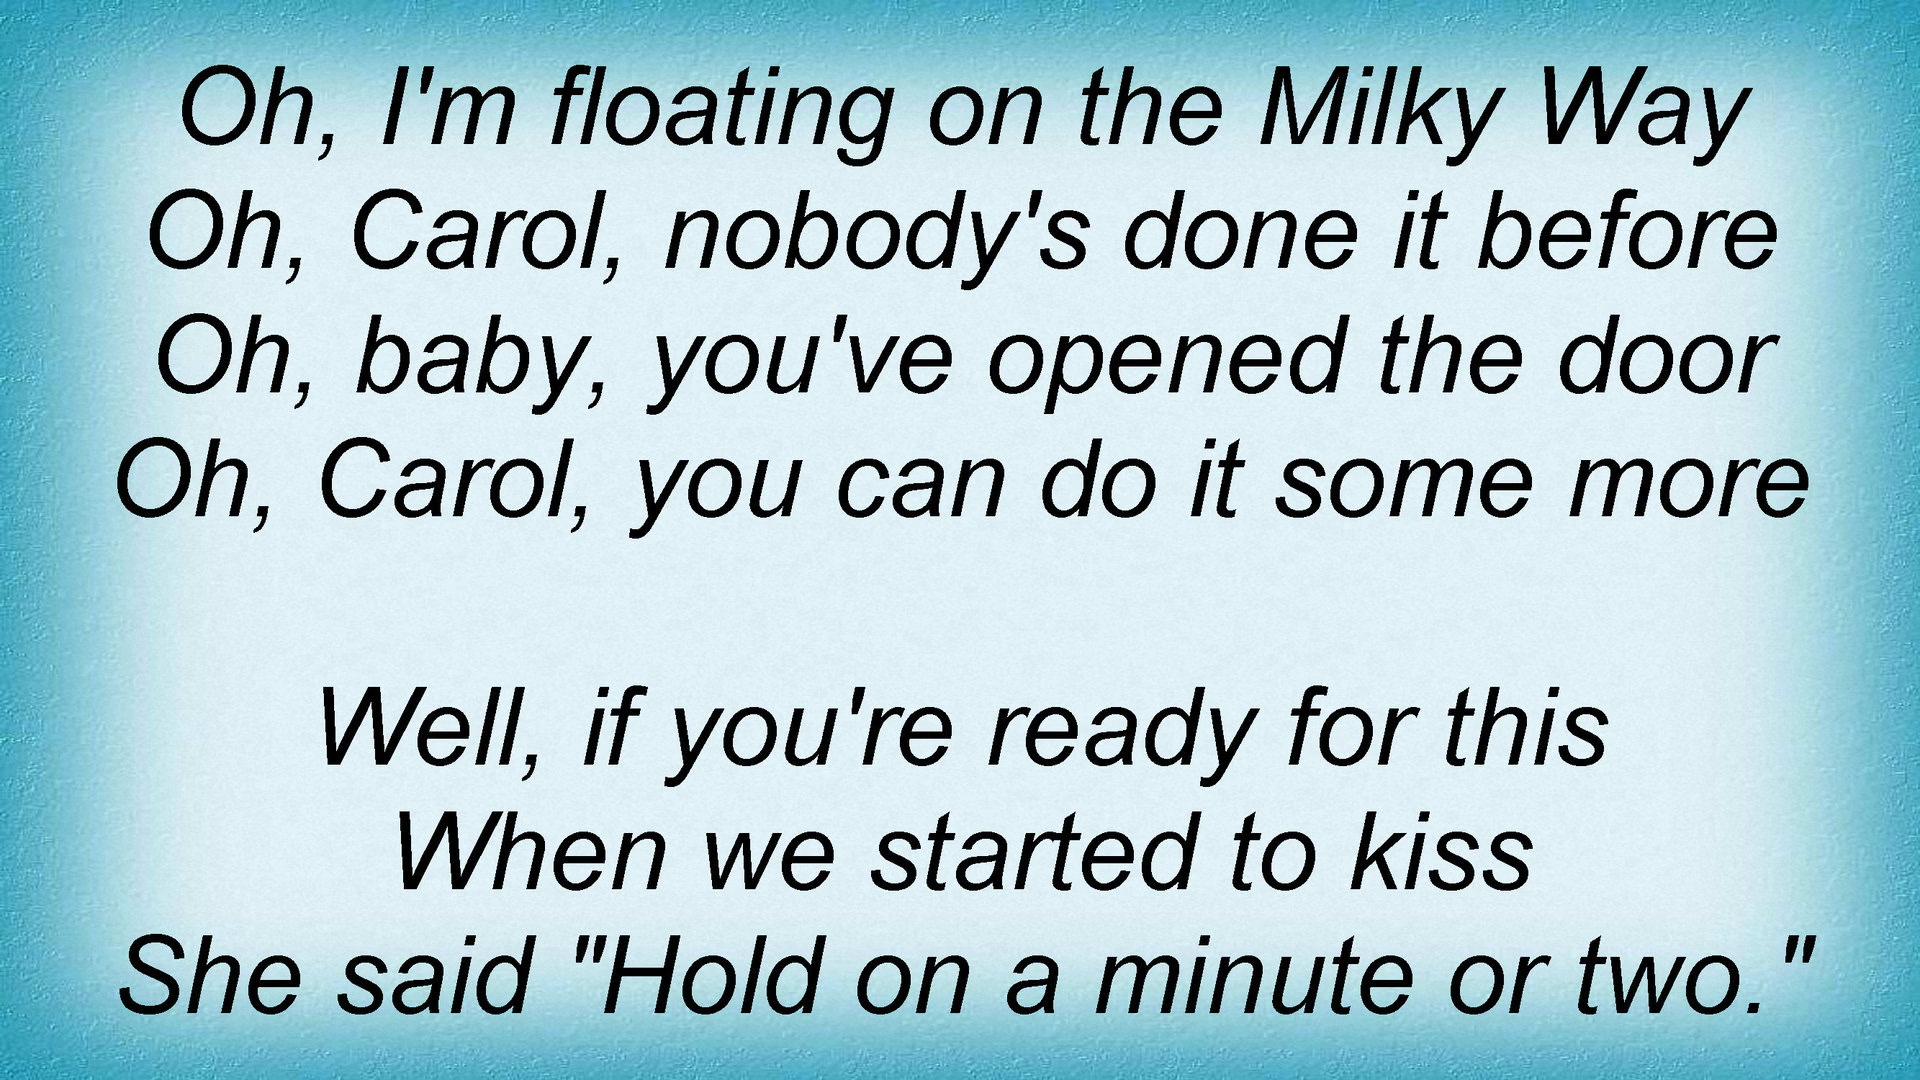 Oh, I'm floating on the Milky Way
Oh, Carol, nobody's done it before
Oh, baby, you've opened the door
Oh, Carol, you can do it some more
Well, if you're ready for this
When we started to kiss
She said "Hold on a minute or two."